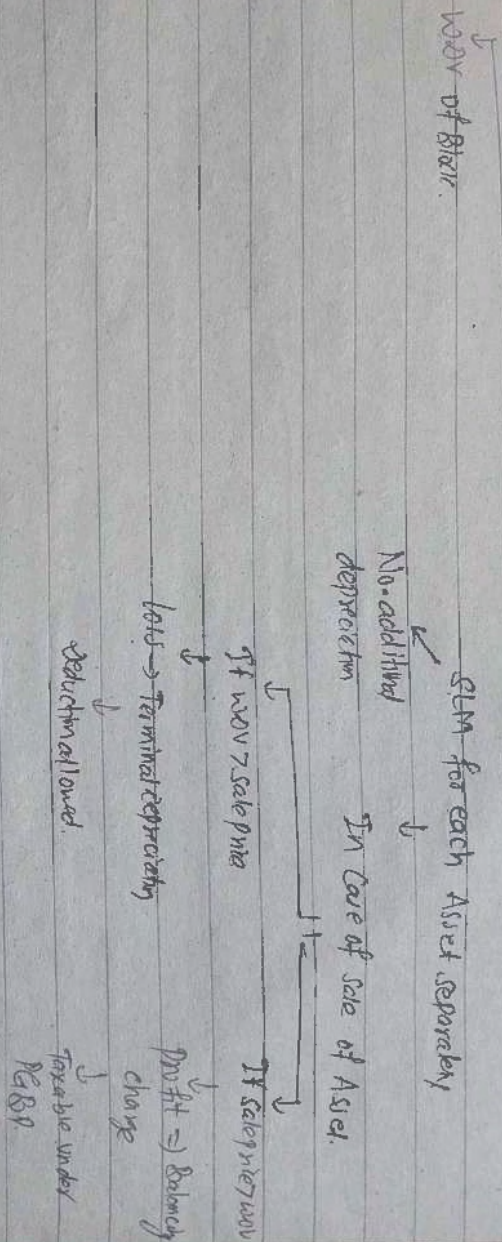 WDV of Block.
SLM for each Asset separately
No additional
depreciation
In Case of Sale of Asset.
If WDV > Sale price
If Sale price > WDV
Loss → Terminal depreciation
Profit ⇒ Balancing
charge
Deduction allowed.
Taxable under
PGBP.